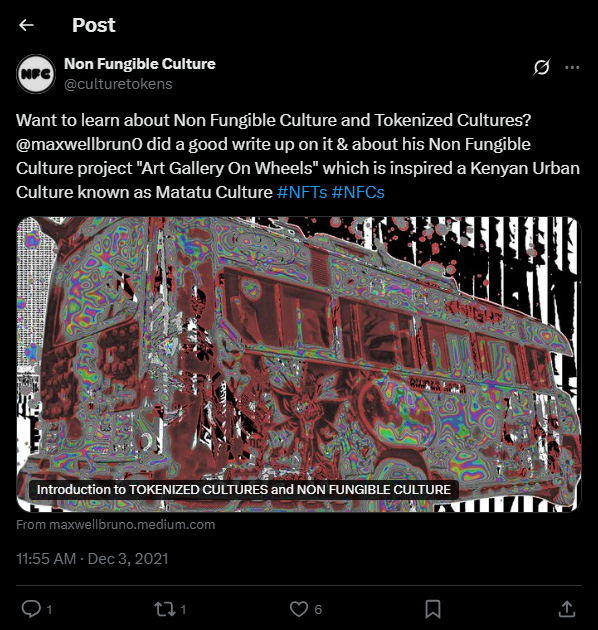 Post
NFC
Non Fungible Culture
@culturetokens
Want to learn about Non Fungible Culture and Tokenized Cultures?
@maxwellbrun0 did a good write up on it & about his Non Fungible
Culture project "Art Gallery On Wheels" which is inspired a Kenyan Urban
Culture known as Matatu Culture #NFTs #NFCs
Introduction to TOKENIZED CULTURES and NON FUNGIBLE CULTURE
From maxwellbruno.medium.com
11:55 AM · Dec 3, 2021
1
1
6